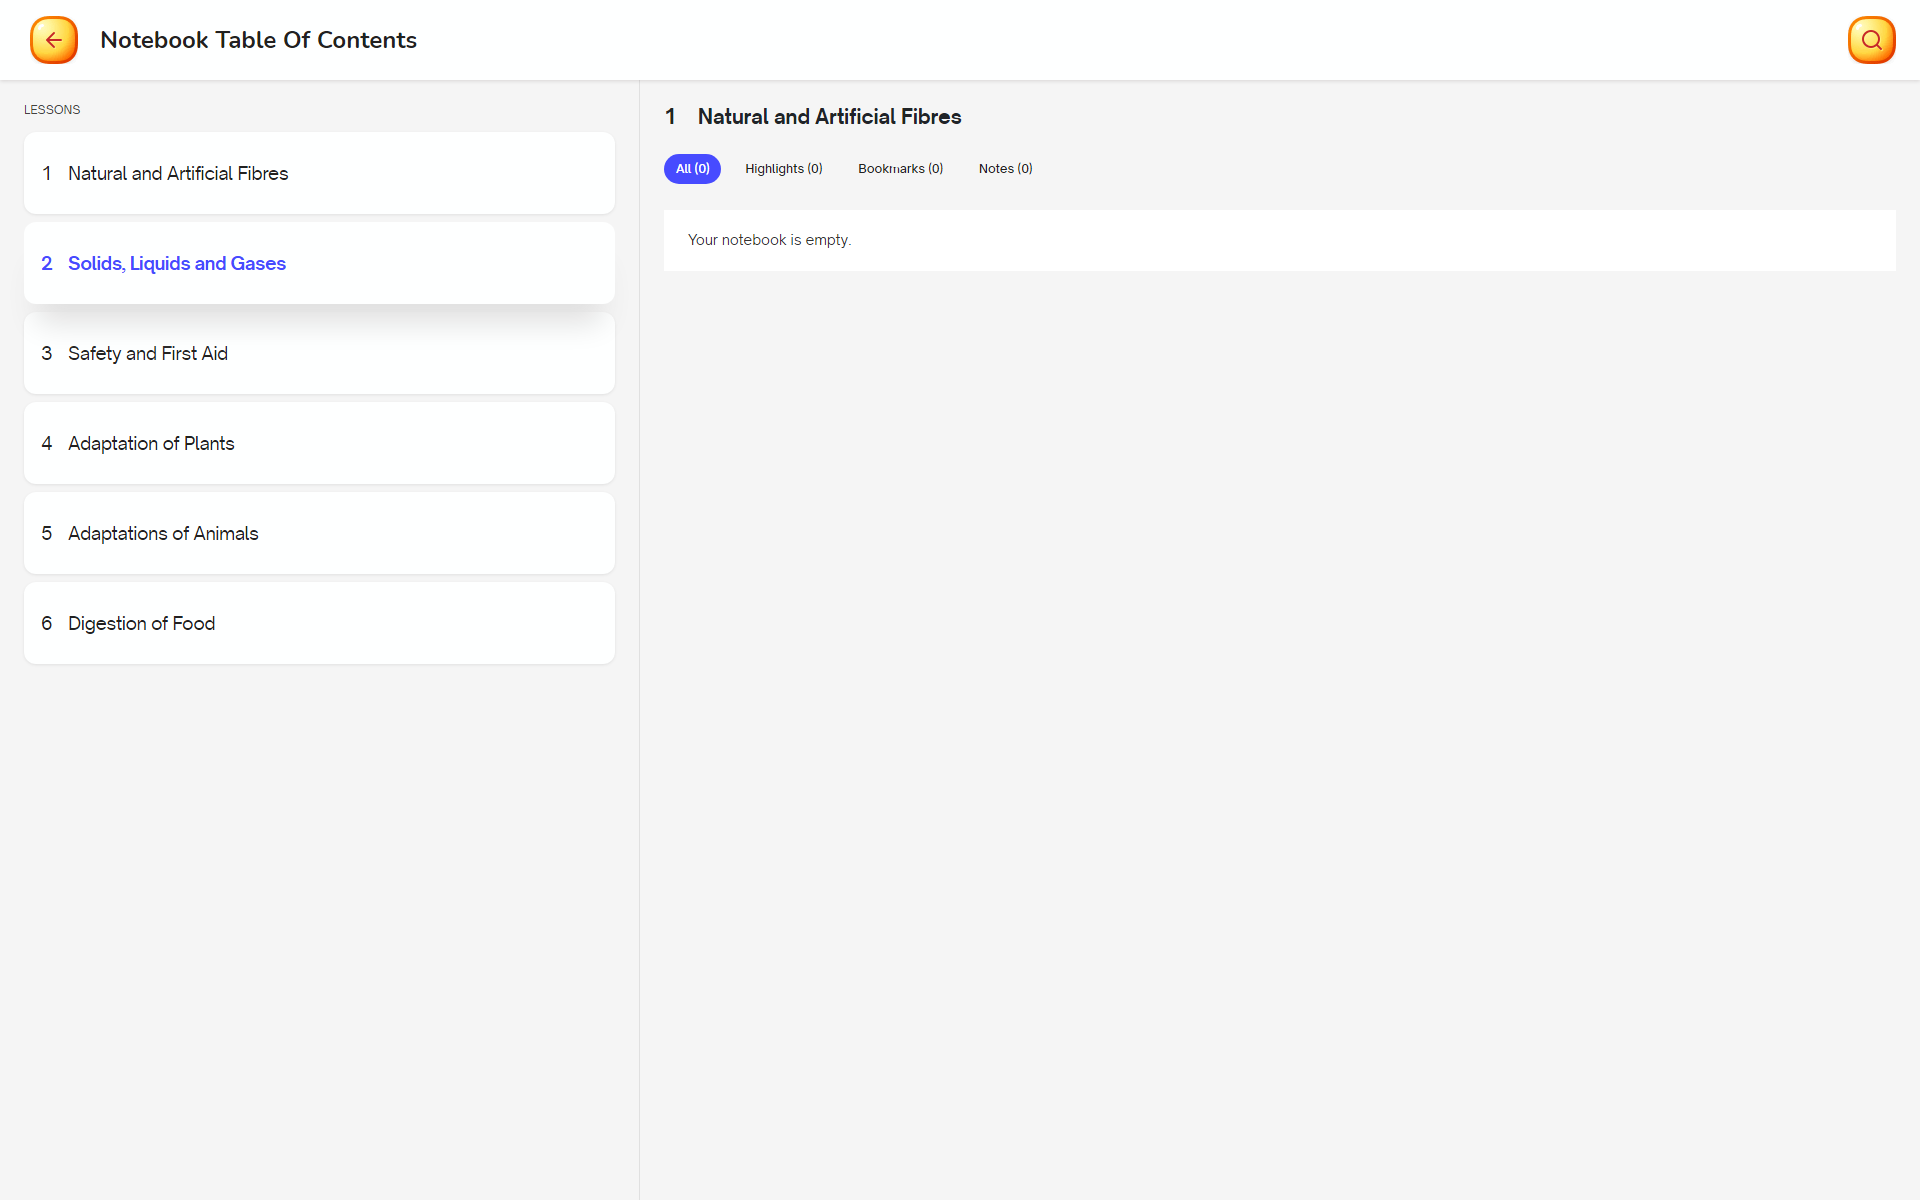 Notebook Table Of Contents
LESSONS
1 Natural and Artificial Fibres
2 Solids, Liquids and Gases
3 Safety and First Aid
4 Adaptation of Plants
5 Adaptations of Animals
6 Digestion of Food
1 Natural and Artificial Fibres
All (0) Highlights (0) Bookmarks (0) Notes (0)
Your notebook is empty.